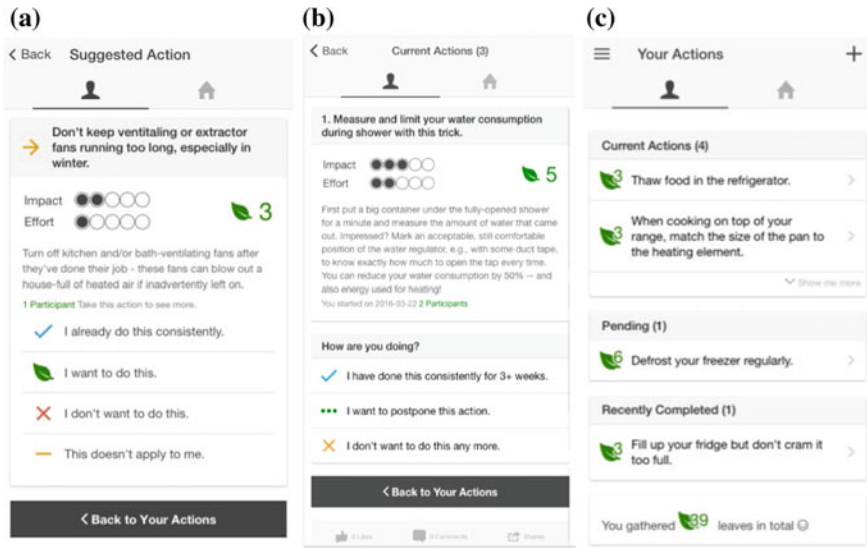 (a)
Back Suggested Action
Don't keep ventitaling or extractor
fans running too long, especially in
winter.
Impact
Effort
3
Turn off kitchen and/or bath-ventilating fans after
they've done their job - these fans can blow out a
house-full of heated air if inadvertently left on.
1 Participant Take this action to see more.
I already do this consistently.
I want to do this.
I don't want to do this.
This doesn't apply to me.
Back to Your Actions
(b)
Back Current Actions (3)
1. Measure and limit your water consumption
during shower with this trick.
Impact
Effort
5
First put a big container under the fully-opened shower
for a minute and measure the amount of water that came
out. Impressed? Mark an acceptable, still comfortable
position of the water regulator, e.g., with some duct tape,
to know exactly how much to open the tap every time.
You can reduce your water consumption by 50% -- and
also energy used for heating!
You started on 2016-03-22 2 Participants
How are you doing?
I have done this consistently for 3+ weeks.
I want to postpone this action.
I don't want to do this any more.
Back to Your Actions
0 Likes 0 Comments Shares
(c)
Your Actions +
Current Actions (4)
3 Thaw food in the refrigerator.
3 When cooking on top of your
range, match the size of the pan to
the heating element.
Show me more
Pending (1)
6 Defrost your freezer regularly.
Recently Completed (1)
3 Fill up your fridge but don't cram it
too full.
You gathered 39 leaves in total